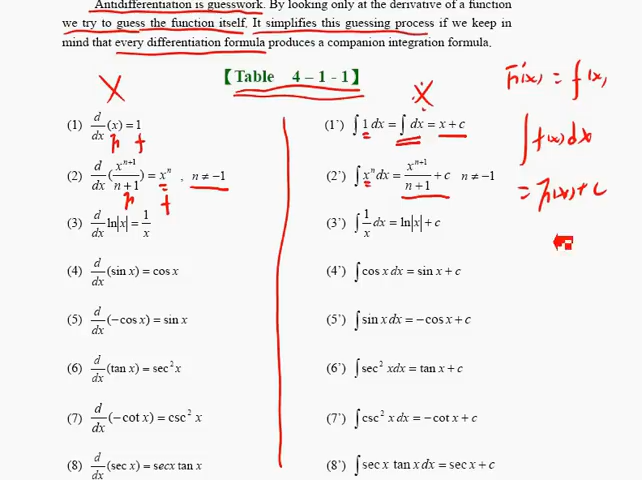 Antidifferentiation is guesswork. By looking only at the derivative of a function
we try to guess the function itself. It simplifies this guessing process if we keep in
mind that every differentiation formula produces a companion integration formula.
【Table 4 – 1 - 1】
F'(x) = f(x)
(1) d/dx (x) = 1
F f
(1') ∫ 1 dx = ∫ dx = x + c
∫ f(x) dx
(2) d/dx (x^{n+1}/(n+1)) = x^n , n ≠ −1
F f
(2') ∫ x^n dx = x^{n+1}/(n+1) + c n ≠ −1
= F(x) + C
(3) d/dx ln|x| = 1/x
(3') ∫ 1/x dx = ln|x| + c
(4) d/dx (sin x) = cos x
(4') ∫ cos x dx = sin x + c
(5) d/dx (−cos x) = sin x
(5') ∫ sin x dx = −cos x + c
(6) d/dx (tan x) = sec² x
(6') ∫ sec² xdx = tan x + c
(7) d/dx (−cot x) = csc² x
(7') ∫ csc² x dx = −cot x + c
(8) d/dx (sec x) = secx tan x
(8') ∫ sec x tan x dx = sec x + c